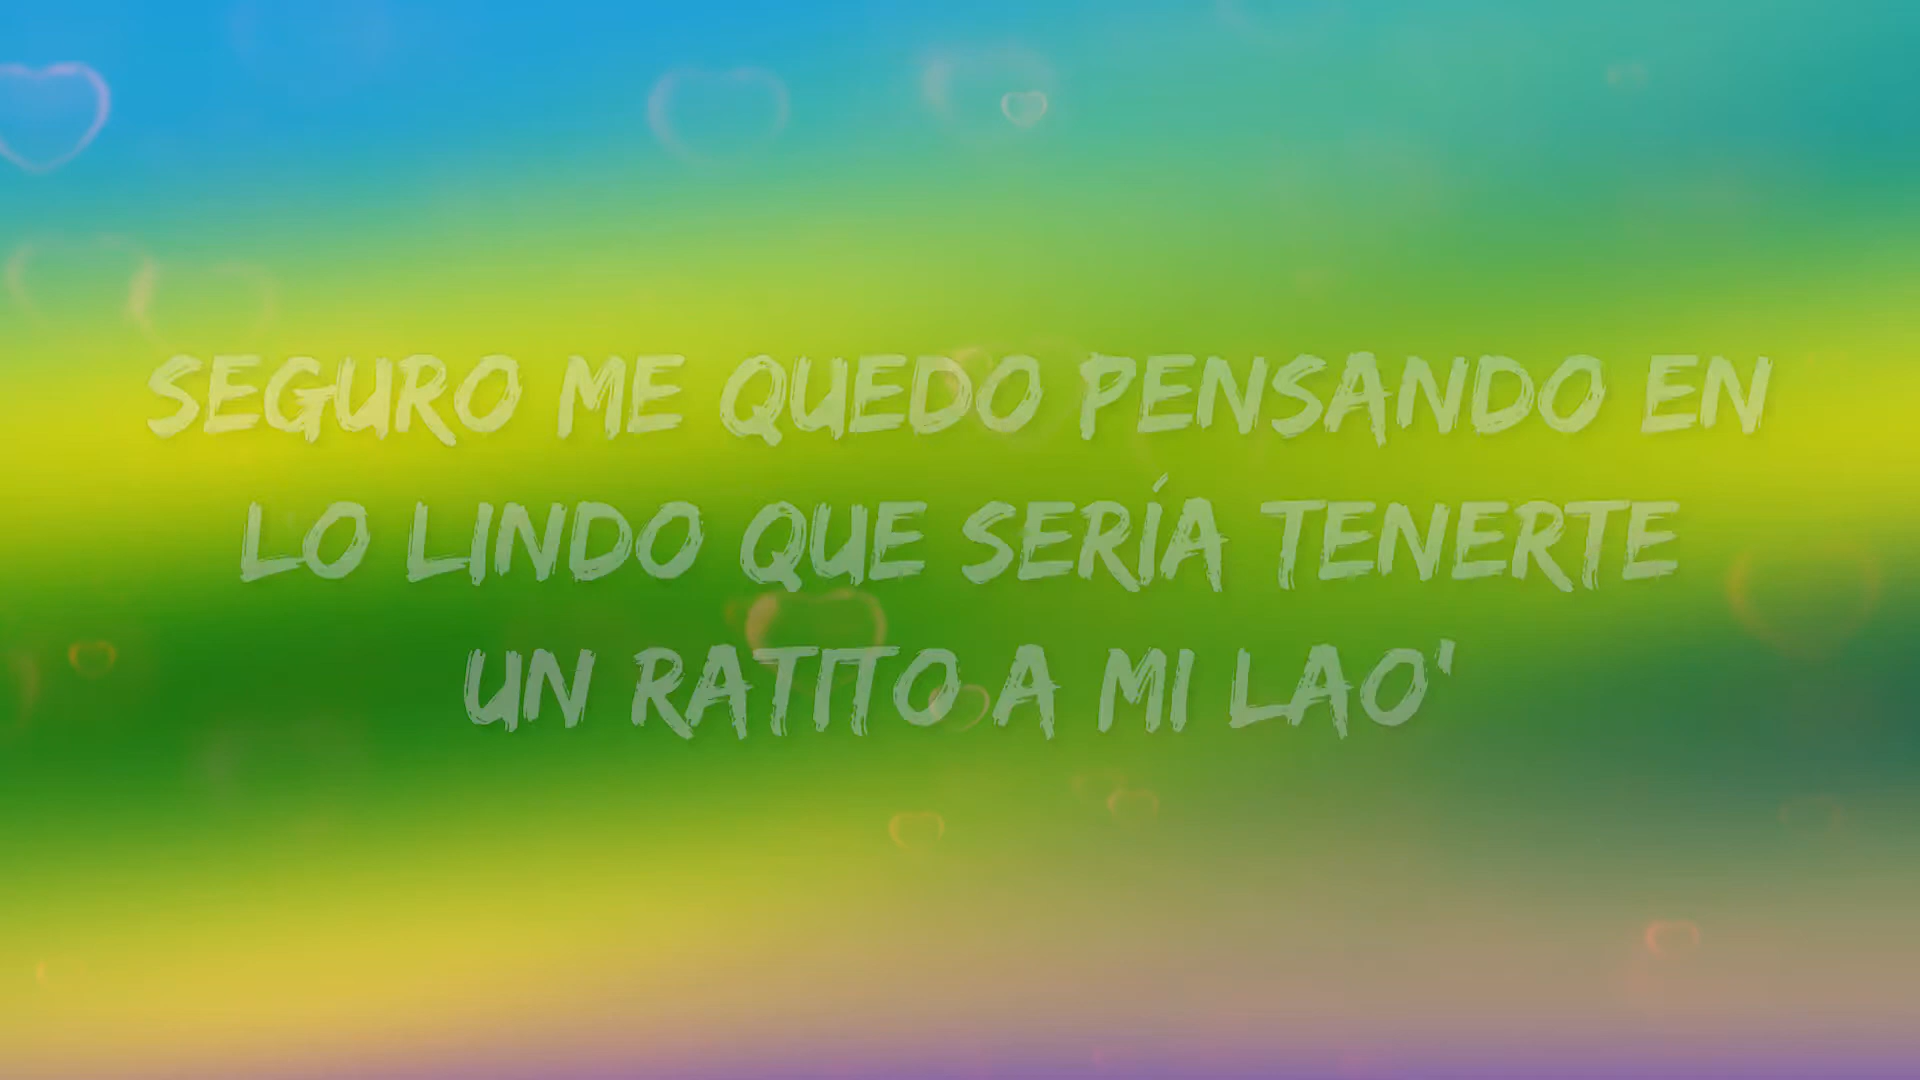 SEGURO ME QUEDO PENSANDO EN
LO LINDO QUE SERÍA TENERTE
UN RATITO A MI LAO'